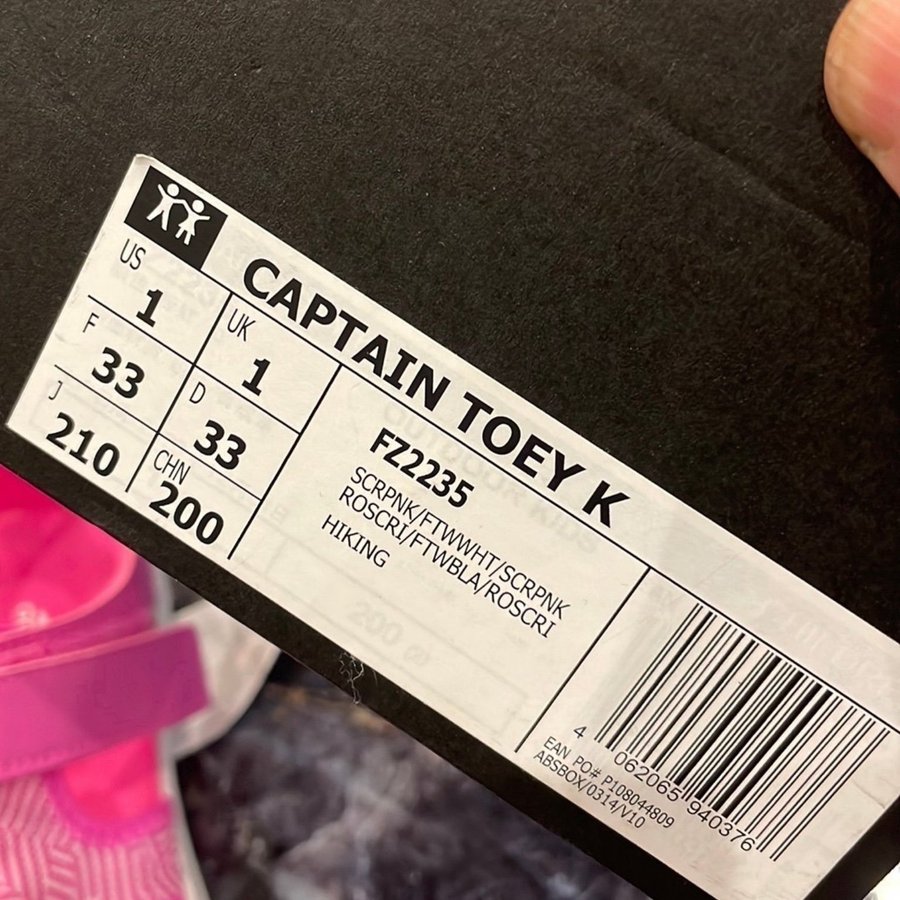 CAPTAIN TOEY K
US 1
UK 1
F 33
D 33
J 210
CHN 200
FZ2235
SCRPNK/FTWWHT/SCRPNK
ROSCRI/FTWBLA/ROSCRI
HIKING
4 062065 940376
EAN PO# P108044809
ABSBOX/0314/V10